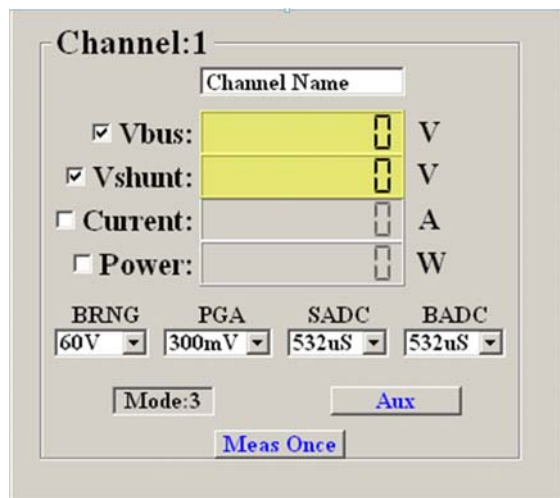 Channel:1
Channel Name
Vbus: 0 V
Vshunt: 0 V
Current: 0 A
Power: 0 W
BRNG PGA SADC BADC
60V 300mV 532uS 532uS
Mode:3 Aux
Meas Once